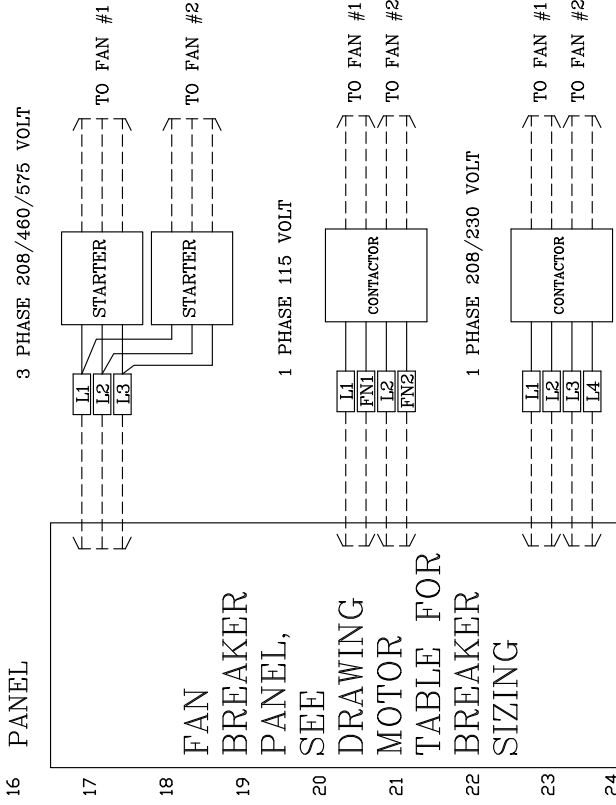 16 PANEL
17
18
19
20
21
22
23
24
FAN
BREAKER
PANEL,
SEE
DRAWING
MOTOR
TABLE FOR
BREAKER
SIZING
3 PHASE 208/460/575 VOLT
L1
L2
L3
STARTER
STARTER
TO FAN #1
TO FAN #2
1 PHASE 115 VOLT
L1
FN1
L2
FN2
CONTACTOR
TO FAN #1
TO FAN #2
1 PHASE 208/230 VOLT
L1
L2
L3
L4
CONTACTOR
TO FAN #1
TO FAN #2